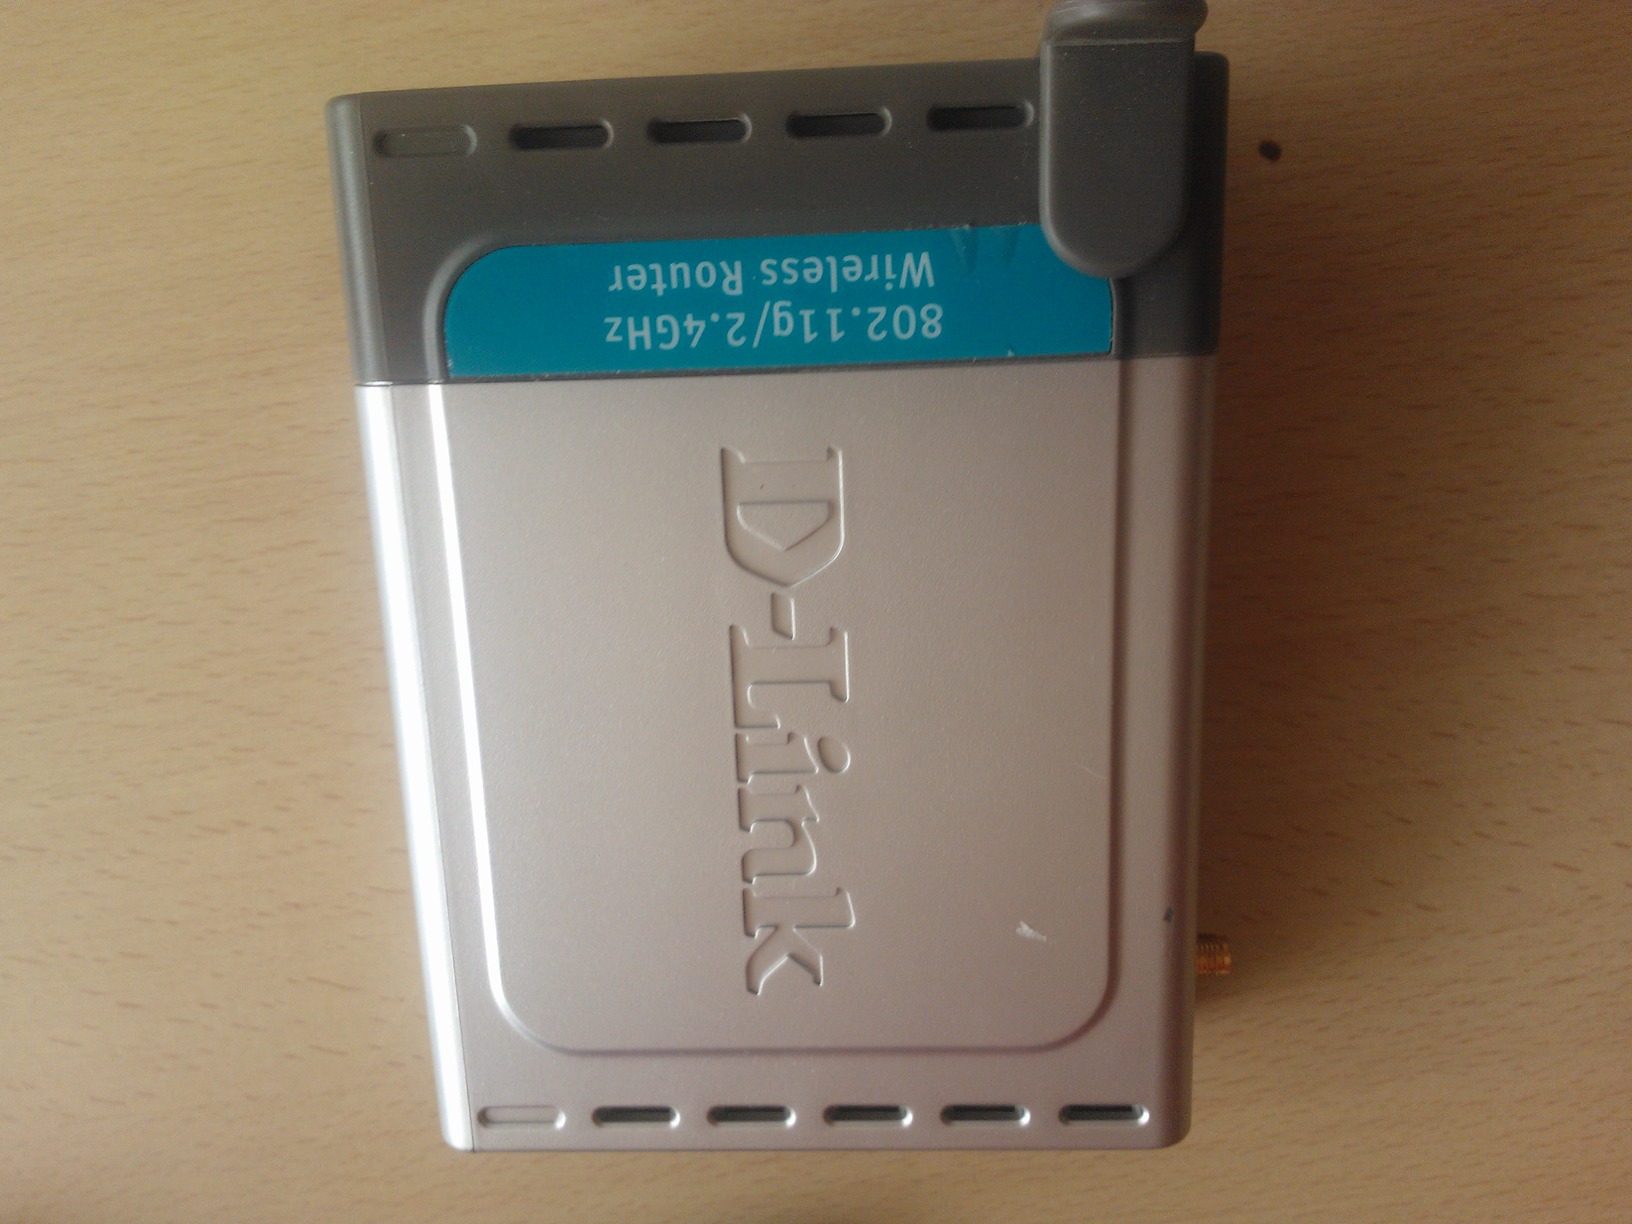 802.11g/2.4GHz
Wireless Router
D-Link